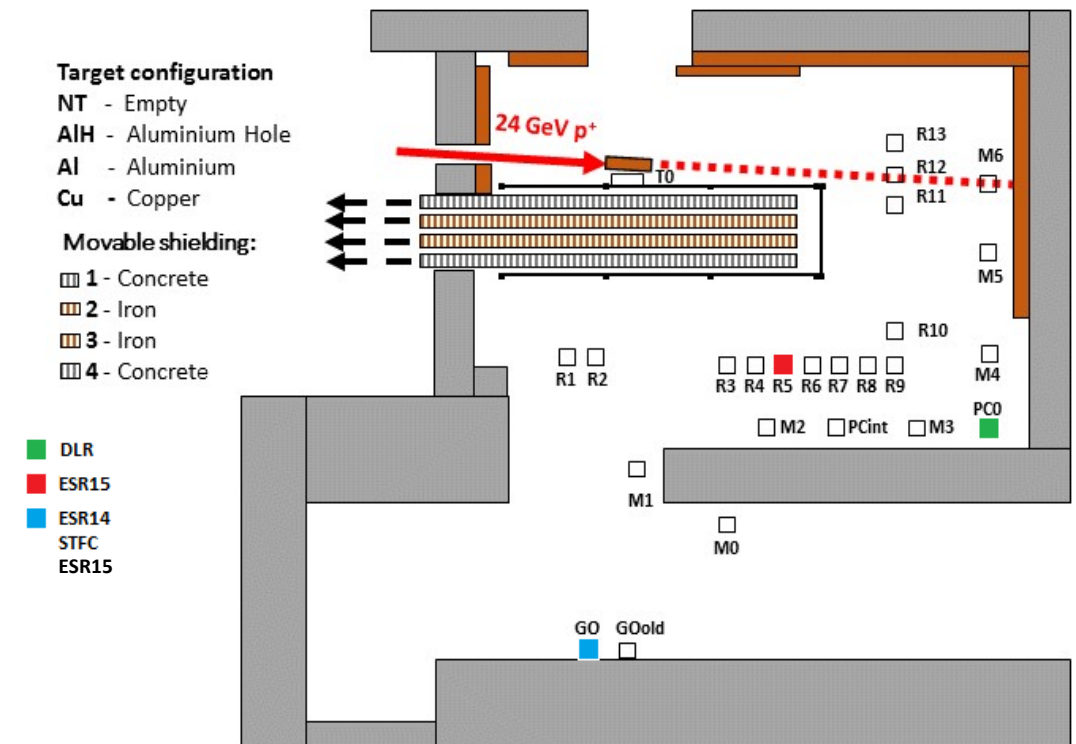 Target configuration
NT - Empty
AlH - Aluminium Hole
Al - Aluminium
Cu - Copper
Movable shielding:
1 - Concrete
2 - Iron
3 - Iron
4 - Concrete
DLR
ESR15
ESR14
STFC
ESR15
24 GeV p⁺
T0
R13
R12
R11
M6
M5
R10
M4
R1 R2
R3 R4 R5 R6 R7 R8 R9
PC0
M2 PCint M3
M1
M0
GO GOold